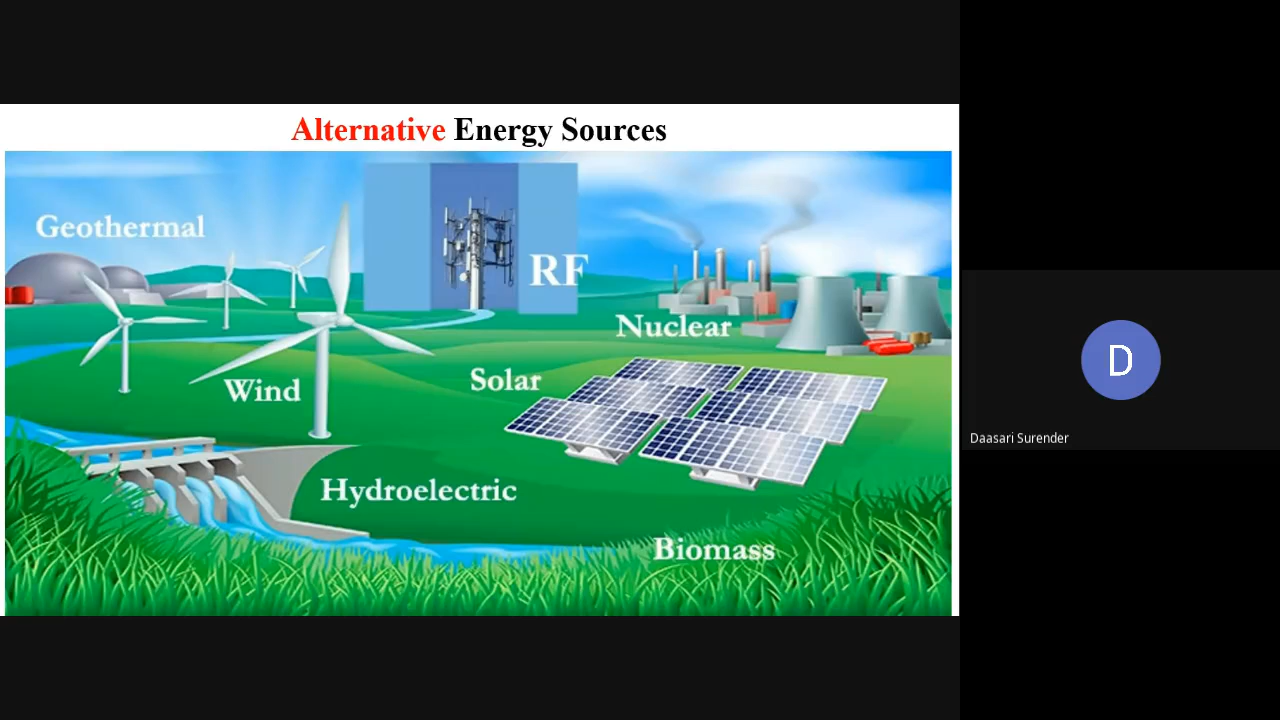 Alternative Energy Sources
Geothermal
RF
Nuclear
Solar
Wind
Hydroelectric
Biomass
D
Daasari Surender